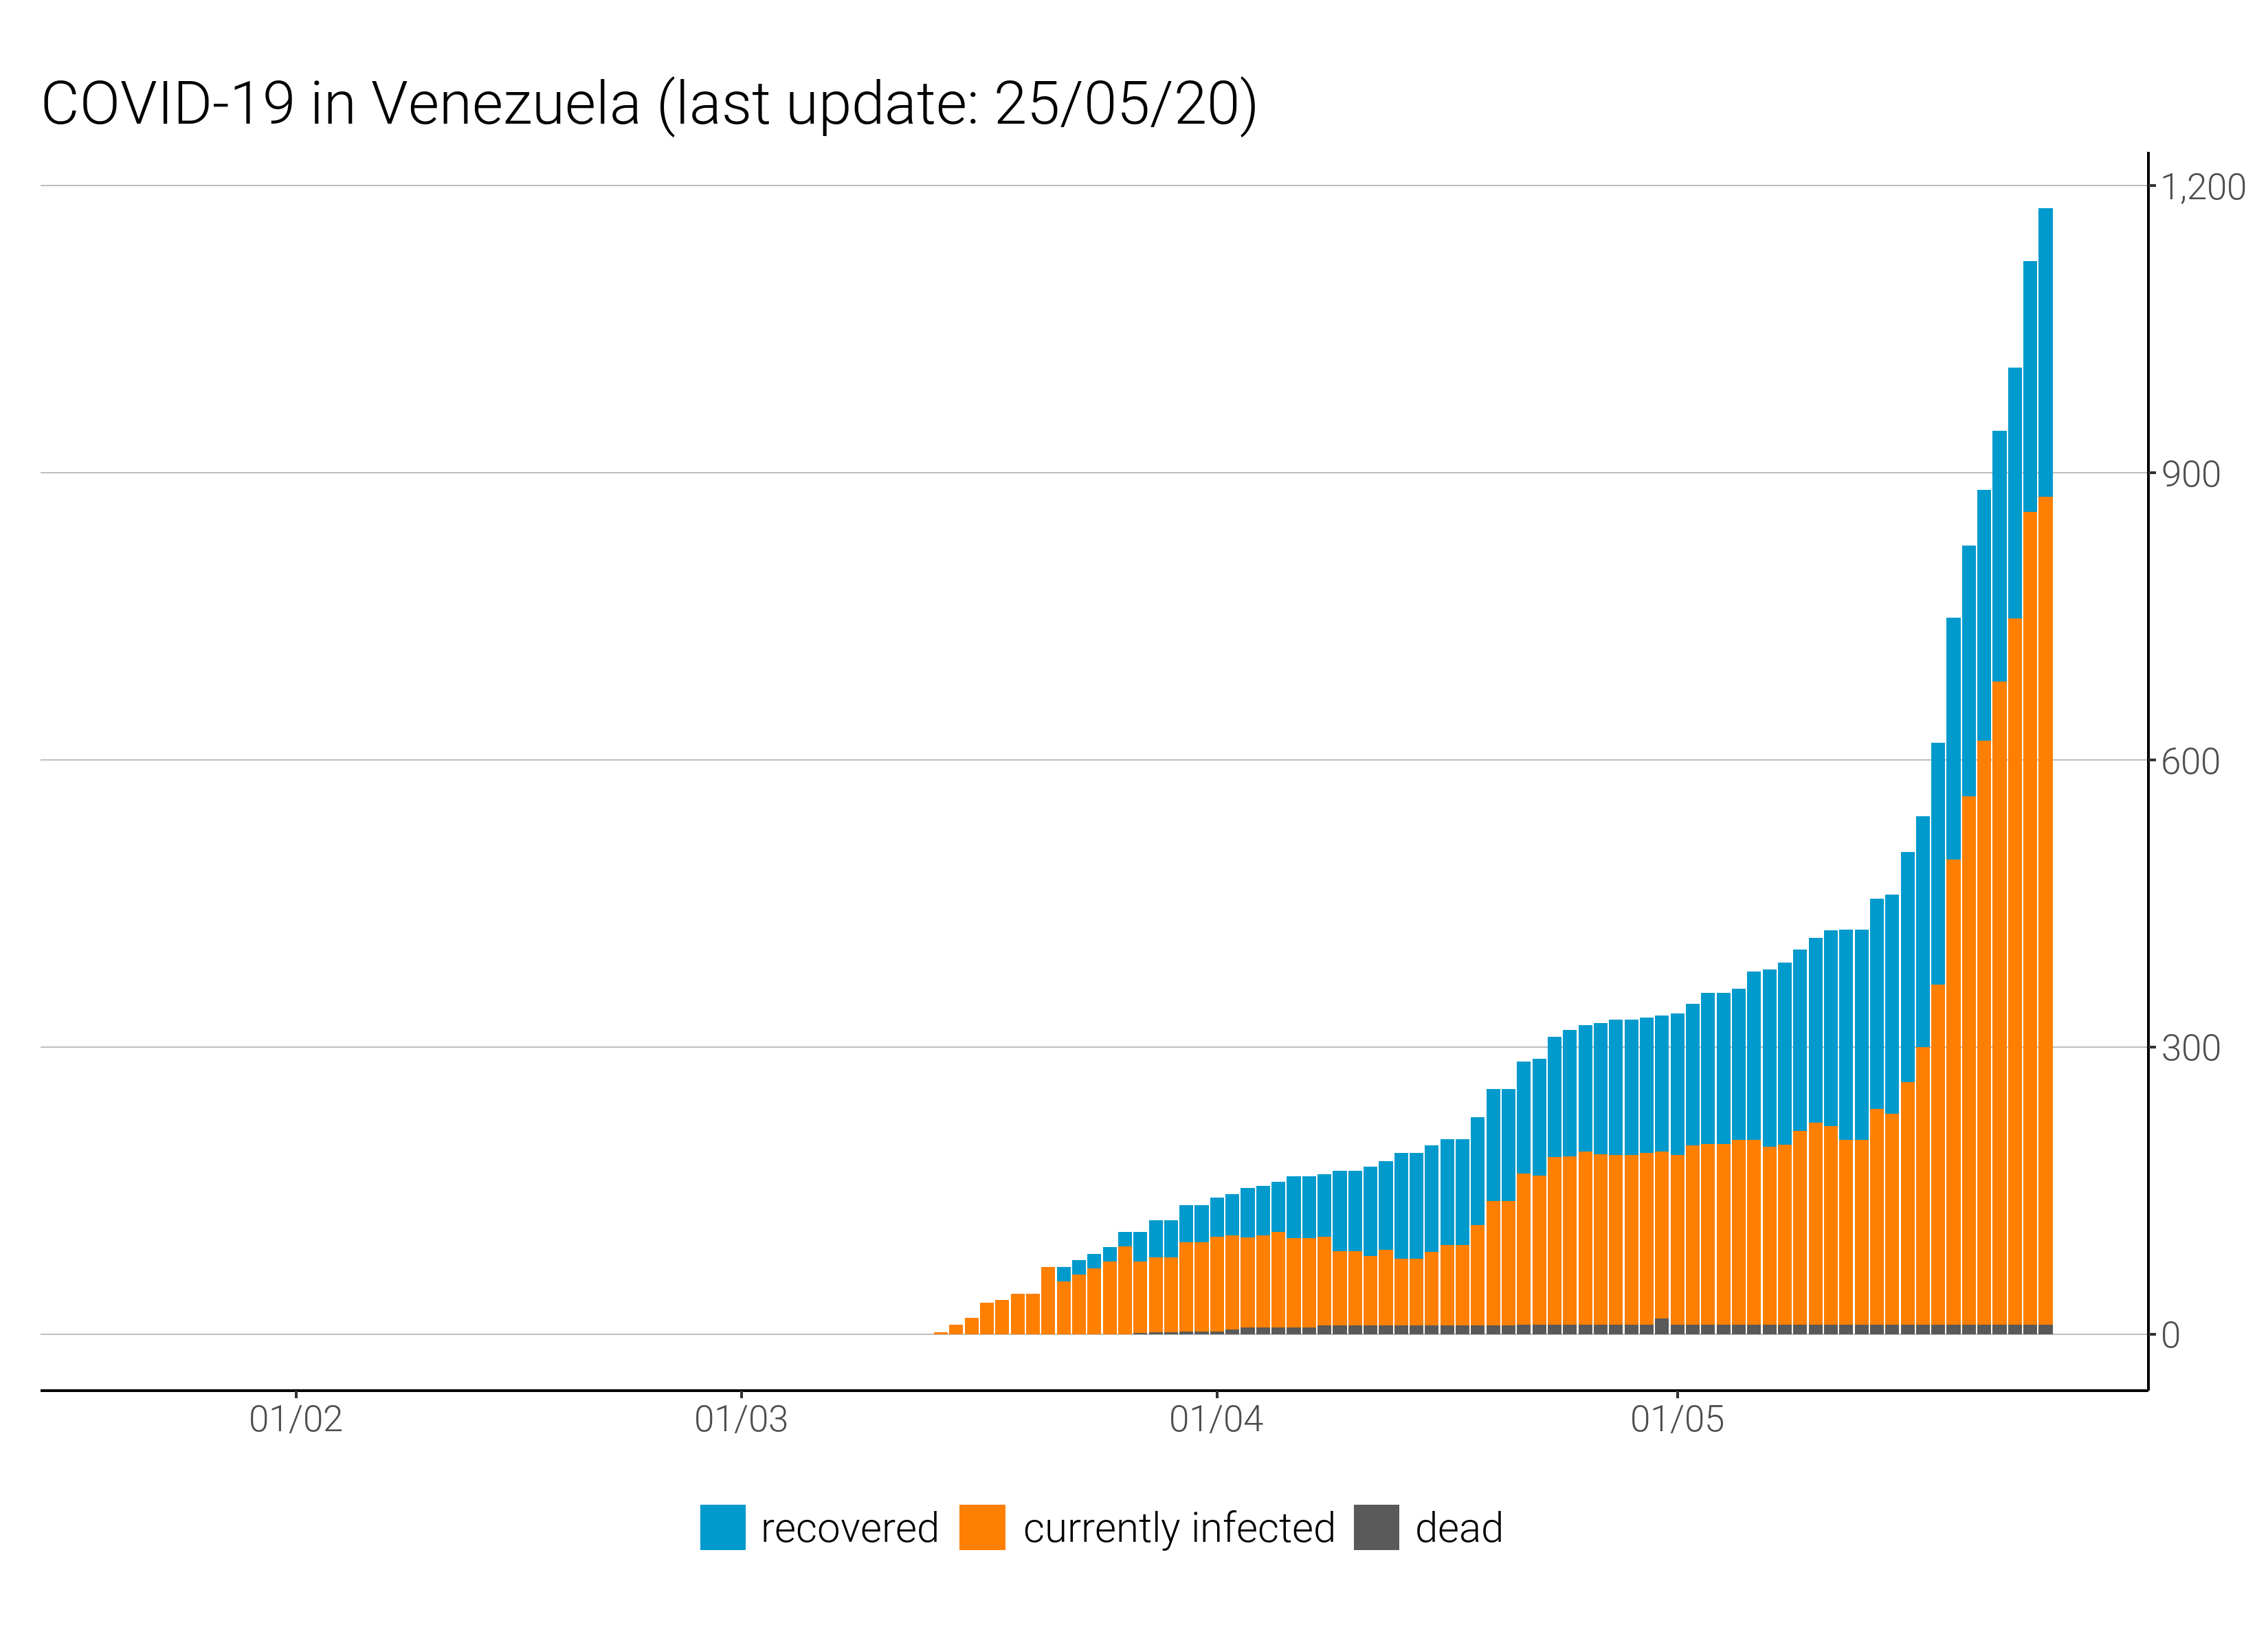 COVID-19 in Venezuela (last update: 25/05/20)
1,200
900
600
300
0
01/02 01/03 01/04 01/05
recovered currently infected dead